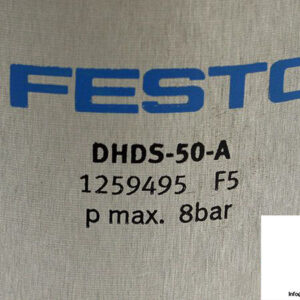 FESTO
DHDS-50-A
1259495 F5
p max. 8bar